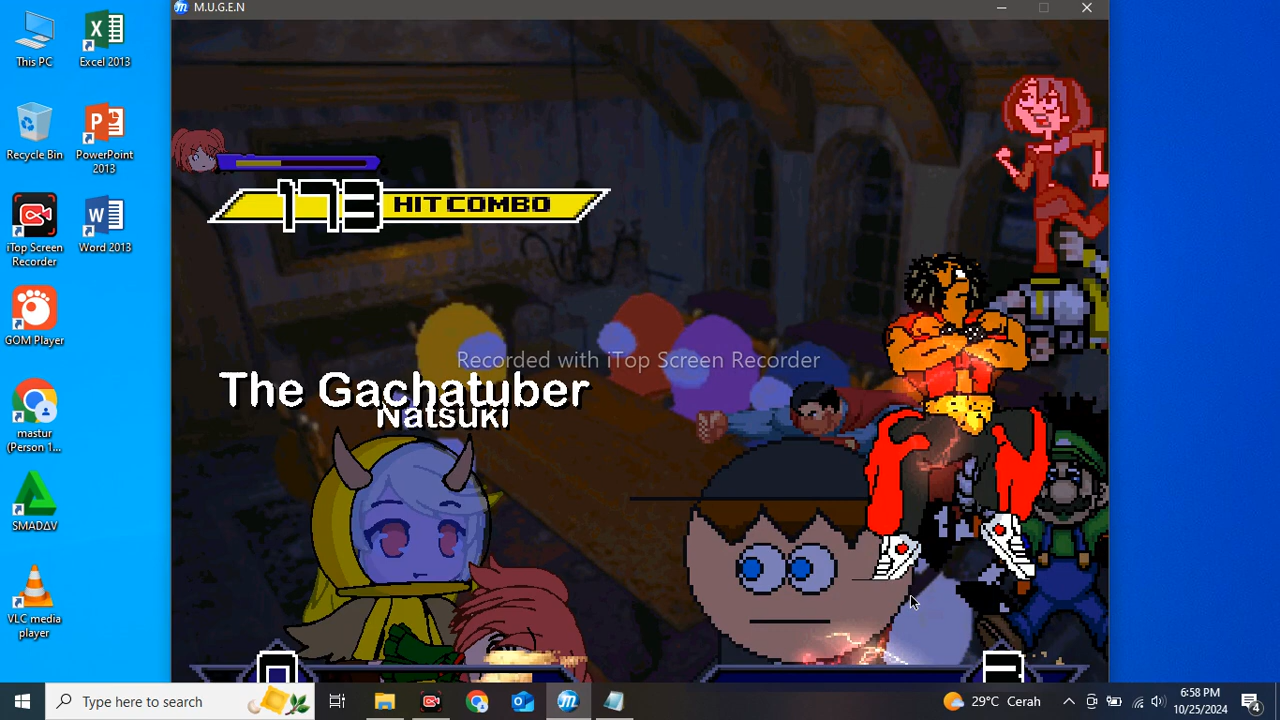 M.U.G.E.N
This PC
Excel 2013
Recycle Bin
PowerPoint
2013
iTop Screen
Recorder
Word 2013
GOM Player
mastur
(Person 1...
SMADΔV
VLC media
player
173 HIT COMBO
Recorded with iTop Screen Recorder
The Gachatuber
Natsuki
Type here to search
29°C Cerah
6:58 PM
10/25/2024
4